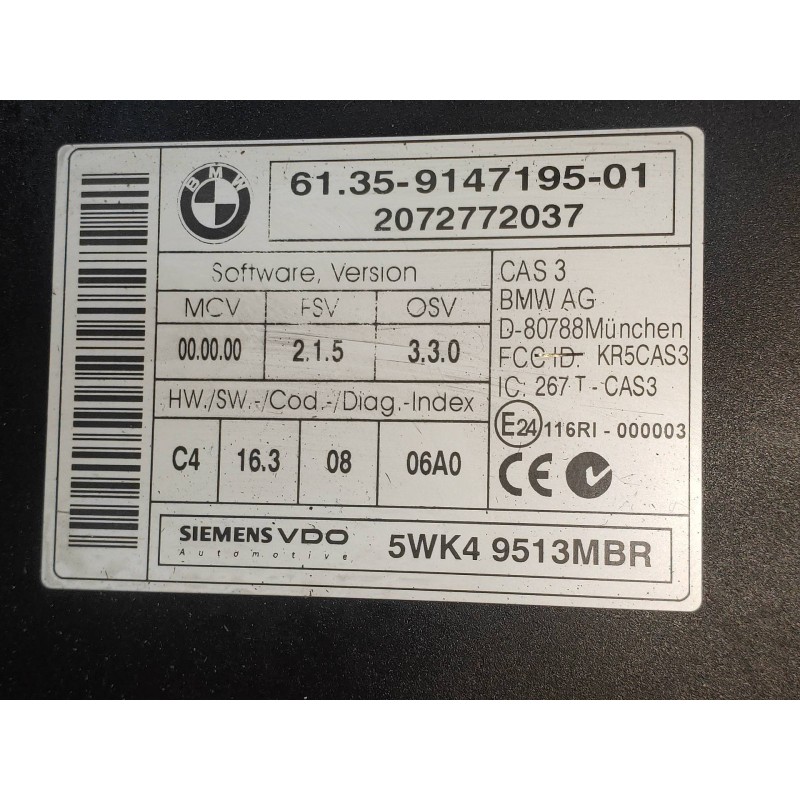 BMW
61.35-9147195-01
2072772037
Software, Version
MCV FSV OSV
00.00.00 2.1.5 3.3.0
HW./SW.-/Cod.-/Diag.-Index
C4 16.3 08 06A0
CAS 3
BMW AG
D-80788München
FCC ID: KR5CAS3
IC: 267 T - CAS3
E24 116RI - 000003
CE
SIEMENS VDO
Automotive
5WK4 9513MBR